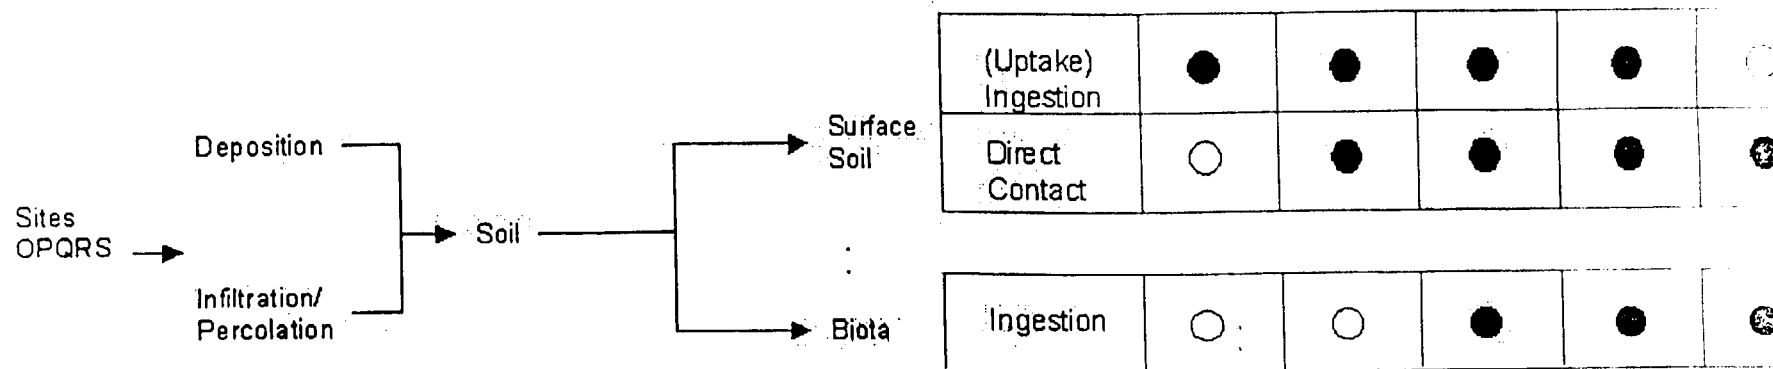 Sites
OPQRS
Deposition
Infiltration/
Percolation
Soil
Surface
Soil
Biota
(Uptake)
Ingestion
Direct
Contact
Ingestion